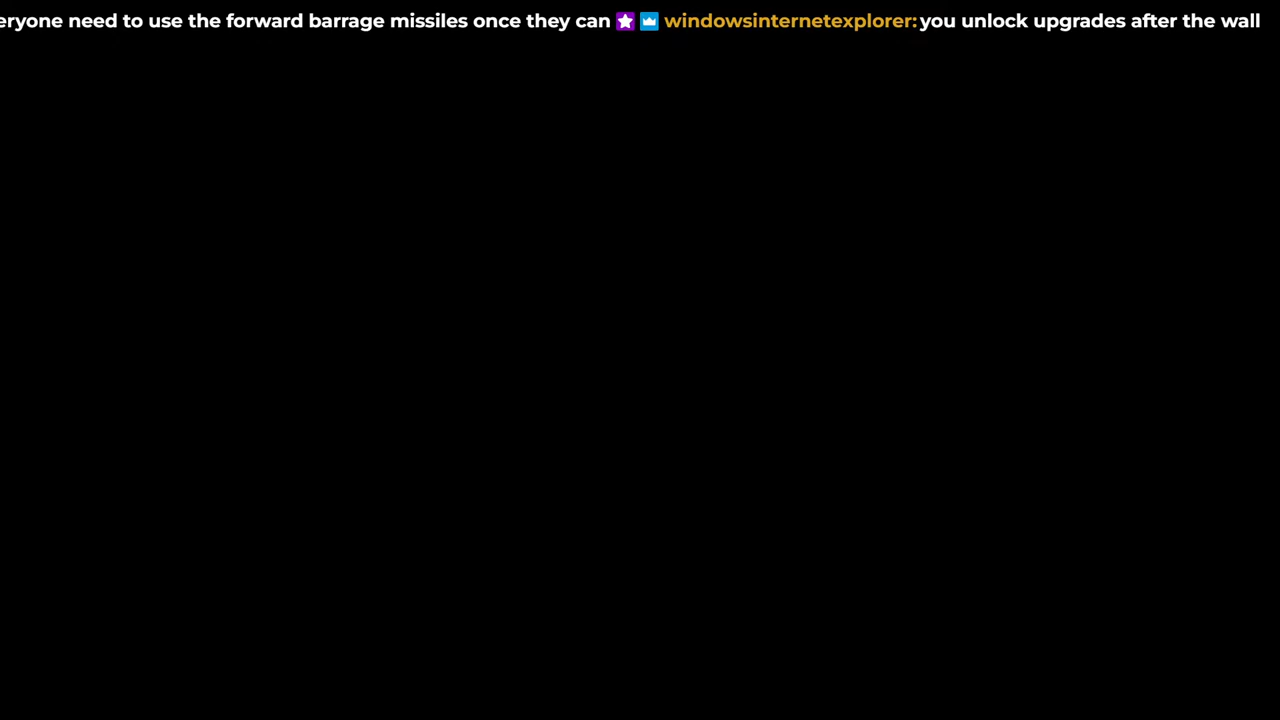 eryone need to use the forward barrage missiles once they can windowsinternetexplorer: you unlock upgrades after the wall